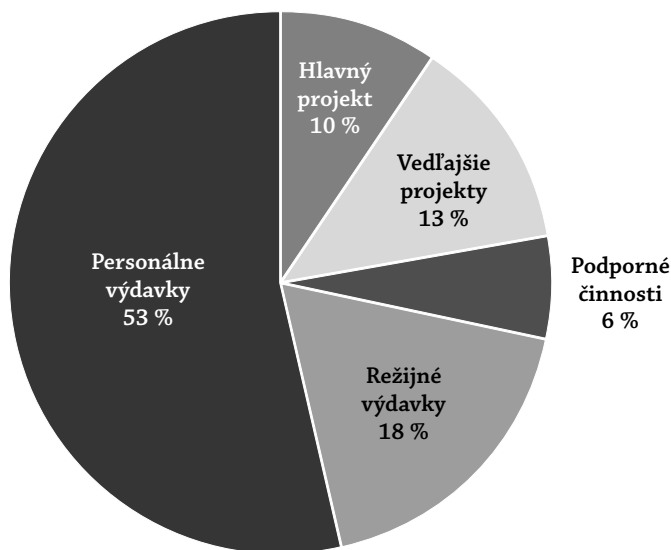 Hlavný
projekt
10 %
Vedľajšie
projekty
13 %
Podporné
činnosti
6 %
Režijné
výdavky
18 %
Personálne
výdavky
53 %